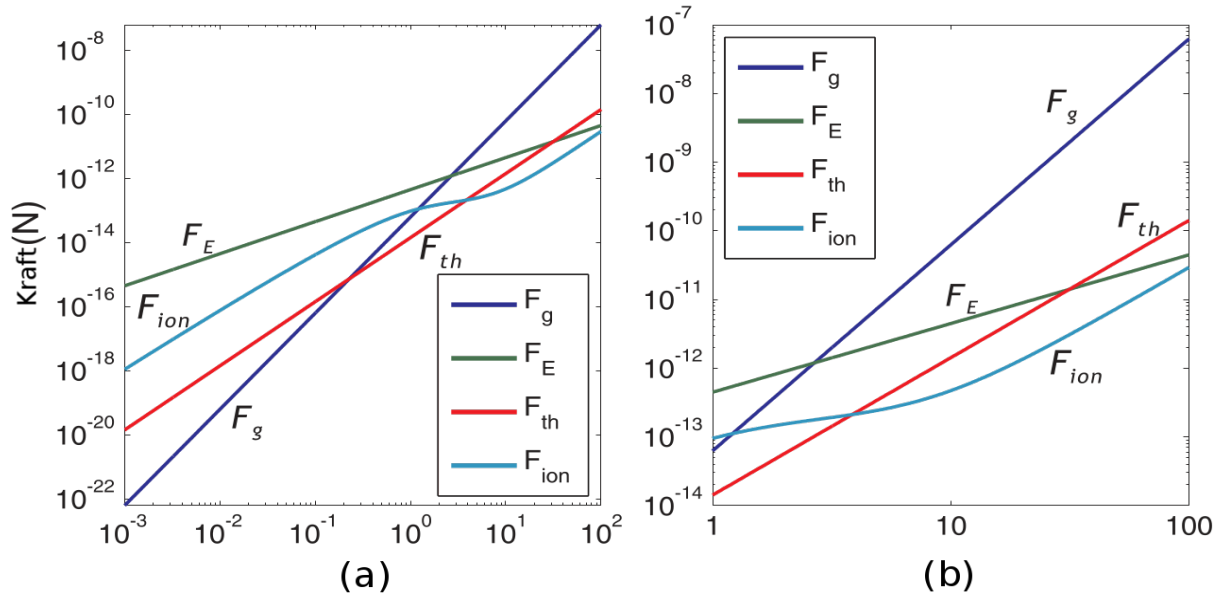 Kraft(N)
10^-8
10^-10
10^-12
10^-14
10^-16
10^-18
10^-20
10^-22
10^-3
10^-2
10^-1
10^0
10^1
10^2
F_E
F_ion
F_th
F_g
F_g
F_E
F_th
F_ion
(a)
10^-7
10^-8
10^-9
10^-10
10^-11
10^-12
10^-13
10^-14
1
10
100
F_g
F_E
F_th
F_ion
F_g
F_th
F_E
F_ion
(b)